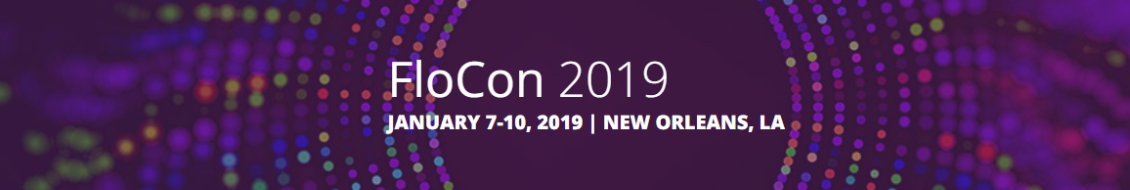 FloCon 2019
JANUARY 7-10, 2019 | NEW ORLEANS, LA